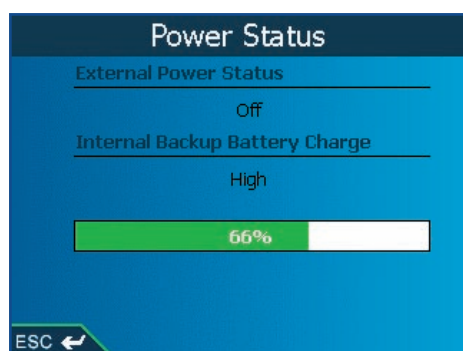 Power Status
External Power Status
Off
Internal Backup Battery Charge
High
66%
ESC